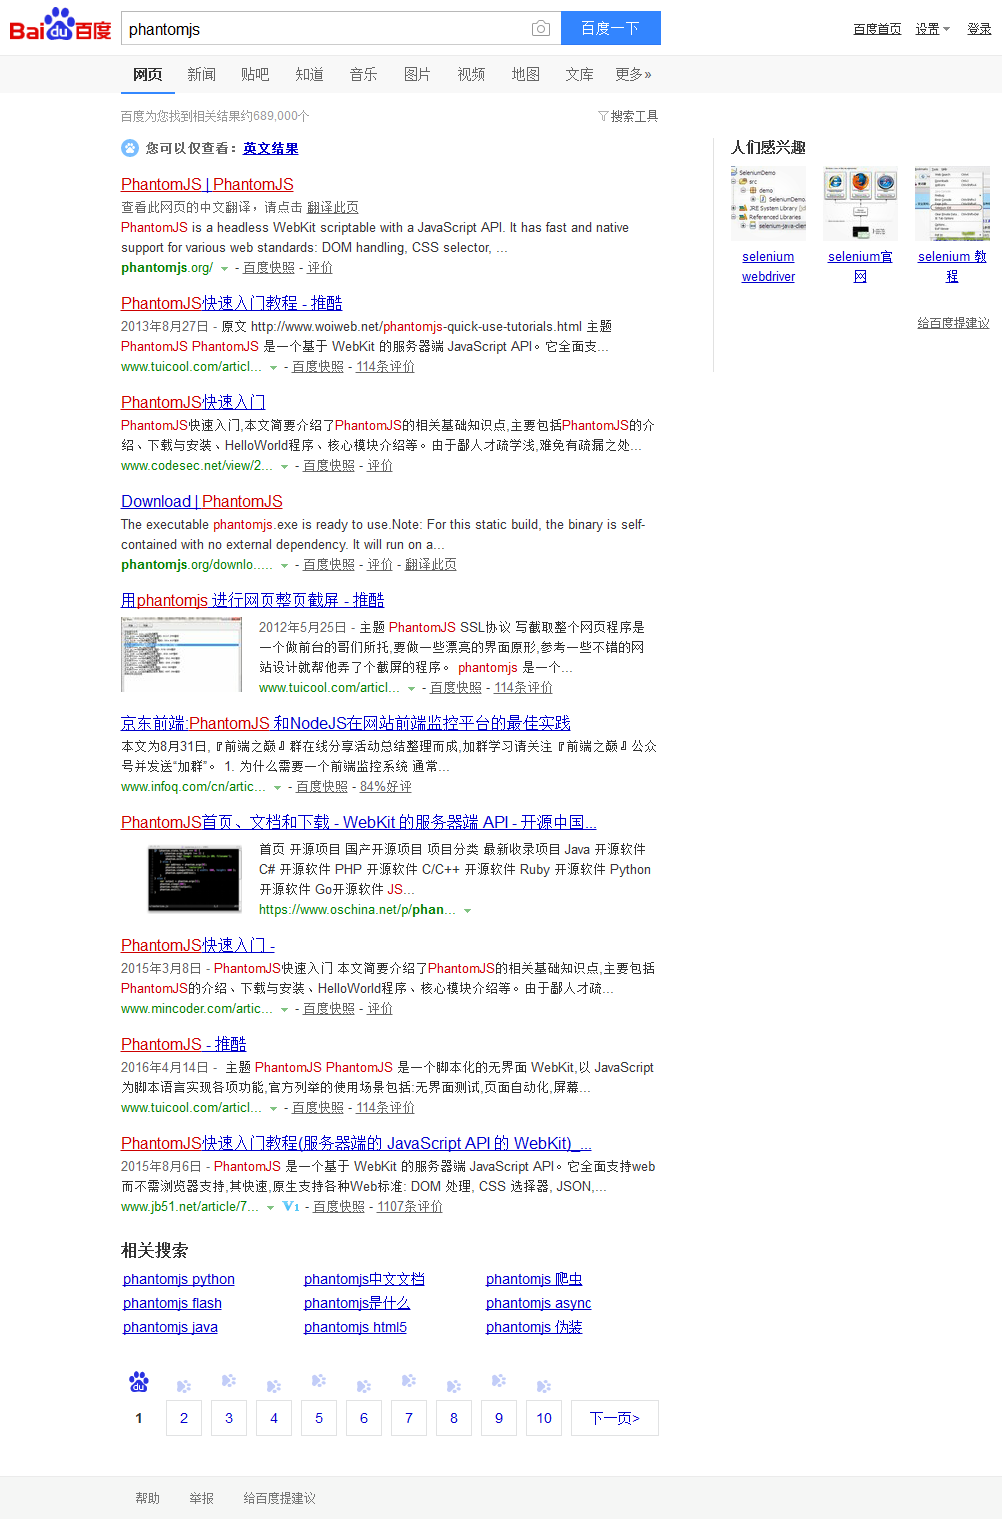 Bai du 百度
phantomjs
百度一下
百度首页 设置 登录
网页 新闻 贴吧 知道 音乐 图片 视频 地图 文库 更多»
百度为您找到相关结果约689,000个
搜索工具
您可以仅查看：英文结果
PhantomJS | PhantomJS
查看此网页的中文翻译，请点击 翻译此页
PhantomJS is a headless WebKit scriptable with a JavaScript API. It has fast and native
support for various web standards: DOM handling, CSS selector, ...
phantomjs.org/ - 百度快照 - 评价
PhantomJS快速入门教程 - 推酷
2013年8月27日 - 原文 http://www.woiweb.net/phantomjs-quick-use-tutorials.html 主题
PhantomJS PhantomJS 是一个基于 WebKit 的服务器端 JavaScript API。它全面支...
www.tuicool.com/articl... - 百度快照 - 114条评价
PhantomJS快速入门
PhantomJS快速入门,本文简要介绍了PhantomJS的相关基础知识点,主要包括PhantomJS的介
绍、下载与安装、HelloWorld程序、核心模块介绍等。由于鄙人才疏学浅,难免有疏漏之处...
www.codesec.net/view/2... - 百度快照 - 评价
Download | PhantomJS
The executable phantomjs.exe is ready to use.Note: For this static build, the binary is self-
contained with no external dependency. It will run on a...
phantomjs.org/downlo..... - 百度快照 - 评价 - 翻译此页
用phantomjs 进行网页整页截屏 - 推酷
2012年5月25日 - 主题 PhantomJS SSL协议 写截取整个网页程序是
一个做前台的哥们所托,要做一些漂亮的界面原形,参考一些不错的网
站设计就帮他弄了个截屏的程序。 phantomjs 是一个...
www.tuicool.com/articl... - 百度快照 - 114条评价
京东前端:PhantomJS 和NodeJS在网站前端监控平台的最佳实践
本文为8月31日,『前端之巅』群在线分享活动总结整理而成,加群学习请关注『前端之巅』公众
号并发送“加群”。 1. 为什么需要一个前端监控系统 通常...
www.infoq.com/cn/artic... - 百度快照 - 84%好评
PhantomJS首页、文档和下载 - WebKit 的服务器端 API - 开源中国...
首页 开源项目 国产开源项目 项目分类 最新收录项目 Java 开源软件
C# 开源软件 PHP 开源软件 C/C++ 开源软件 Ruby 开源软件 Python
开源软件 Go开源软件 JS...
https://www.oschina.net/p/phan...
PhantomJS快速入门 -
2015年3月8日 - PhantomJS快速入门 本文简要介绍了PhantomJS的相关基础知识点,主要包括
PhantomJS的介绍、下载与安装、HelloWorld程序、核心模块介绍等。由于鄙人才疏...
www.mincoder.com/artic... - 百度快照 - 评价
PhantomJS - 推酷
2016年4月14日 - 主题 PhantomJS PhantomJS 是一个脚本化的无界面 WebKit,以 JavaScript
为脚本语言实现各项功能,官方列举的使用场景包括:无界面测试,页面自动化,屏幕...
www.tuicool.com/articl... - 百度快照 - 114条评价
PhantomJS快速入门教程(服务器端的 JavaScript API 的 WebKit)_...
2015年8月6日 - PhantomJS 是一个基于 WebKit 的服务器端 JavaScript API。它全面支持web
而不需浏览器支持,其快速,原生支持各种Web标准: DOM 处理, CSS 选择器, JSON,...
www.jb51.net/article/7... V1 - 百度快照 - 1107条评价
人们感兴趣
SeleniumDemo
src
demo
SeleniumDemo.
JRE System Library [j
Referenced Libraries
selenium-java-clie
selenium webdriver
selenium官网
selenium 教程
给百度提建议
相关搜索
phantomjs python phantomjs中文文档 phantomjs 爬虫
phantomjs flash phantomjs是什么 phantomjs async
phantomjs java phantomjs html5 phantomjs 伪装
du
1 2 3 4 5 6 7 8 9 10 下一页>
帮助 举报 给百度提建议